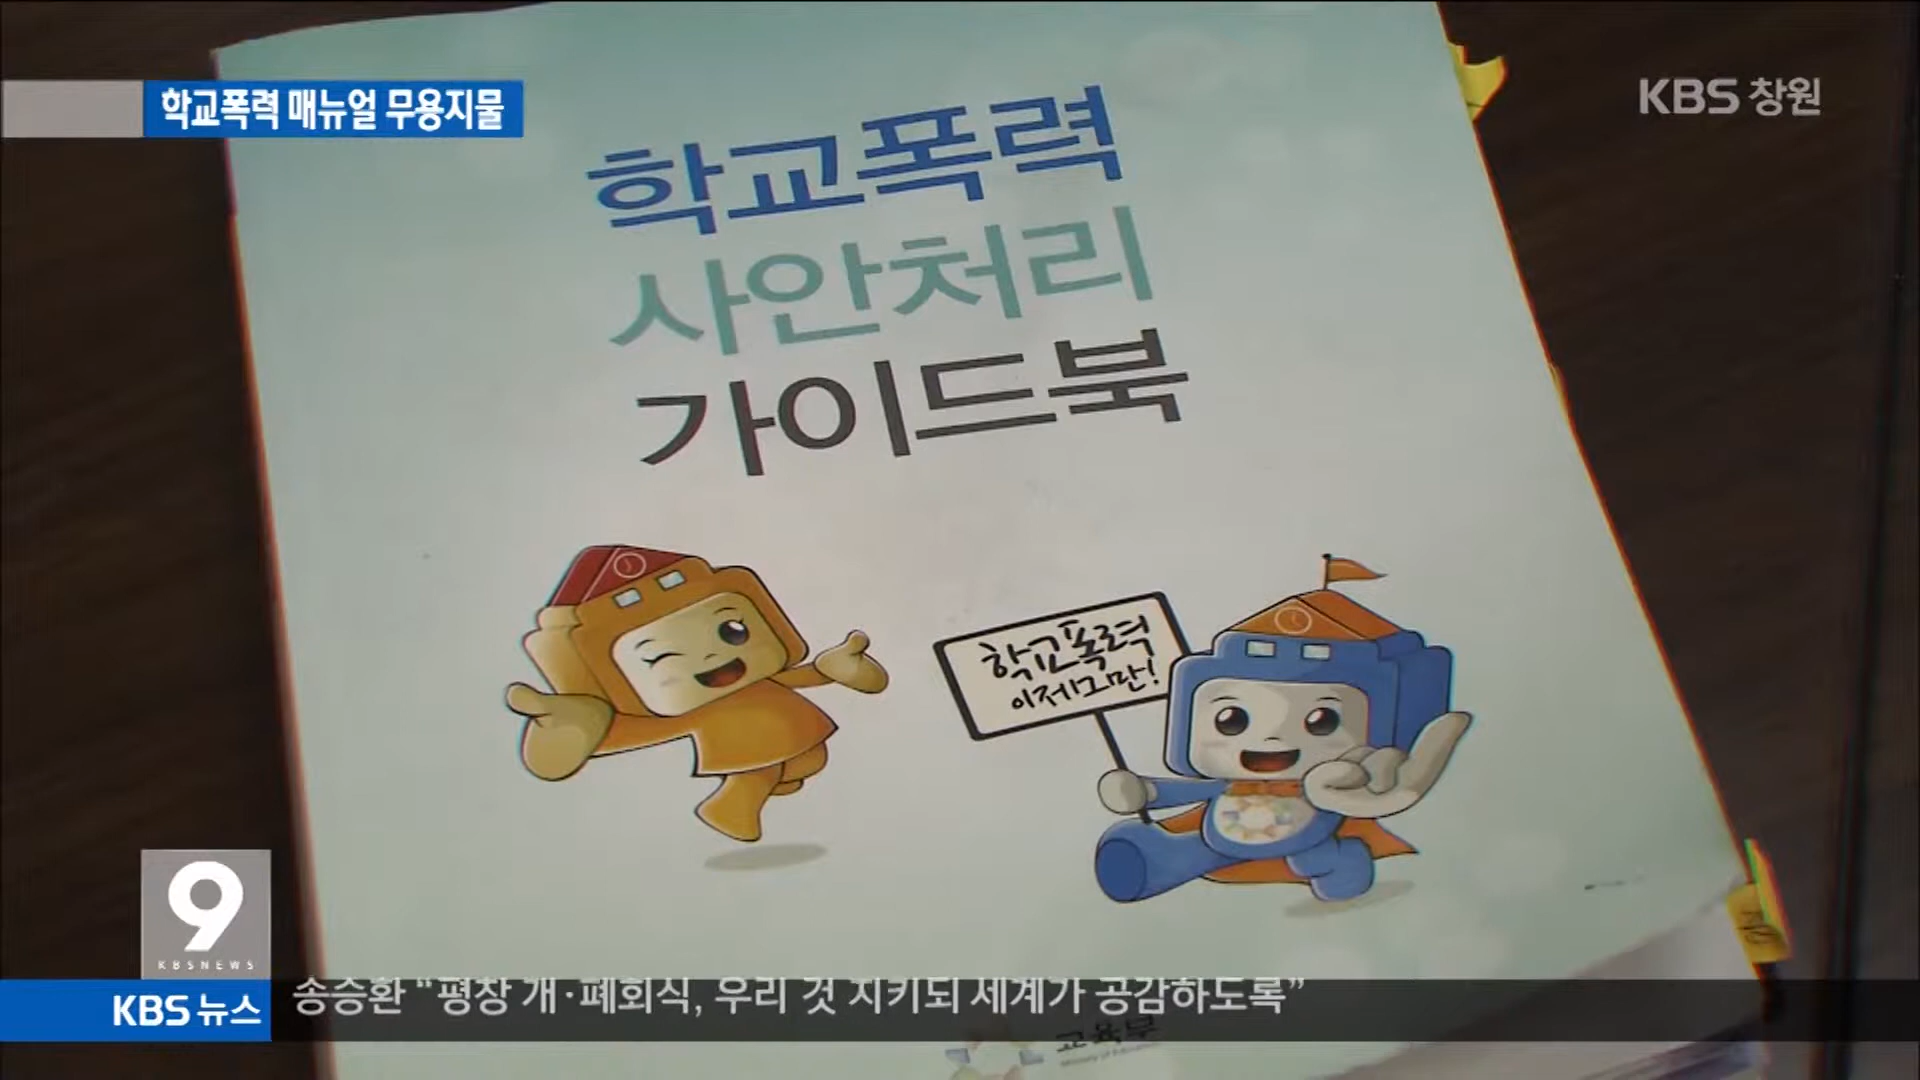 학교폭력 매뉴얼 무용지물
KBS 창원
학교폭력
사안처리
가이드북
학교폭력
이제그만!
9
KBSNEWS
KBS 뉴스
송승환 “평창 개·폐회식, 우리 것 지키되 세계가 공감하도록”
교육부